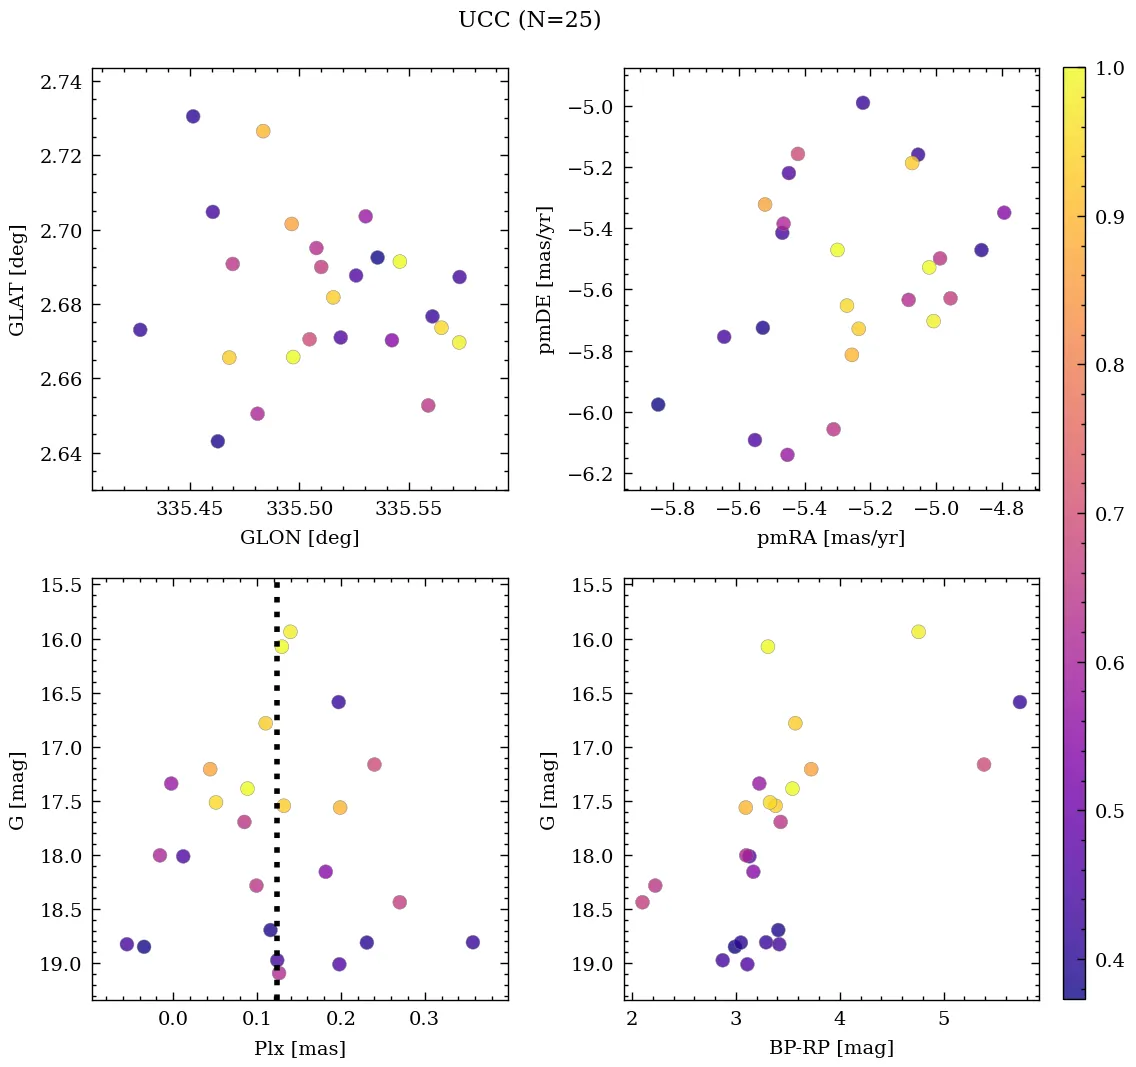 UCC (N=25)
2.74
2.72
2.70
2.68
2.66
2.64
GLAT [deg]
335.45 335.50 335.55
GLON [deg]
−5.0
−5.2
−5.4
−5.6
−5.8
−6.0
−6.2
pmDE [mas/yr]
−5.8 −5.6 −5.4 −5.2 −5.0 −4.8
pmRA [mas/yr]
15.5
16.0
16.5
17.0
17.5
18.0
18.5
19.0
G [mag]
0.0 0.1 0.2 0.3
Plx [mas]
15.5
16.0
16.5
17.0
17.5
18.0
18.5
19.0
G [mag]
2 3 4 5
BP-RP [mag]
1.0
0.9
0.8
0.7
0.6
0.5
0.4